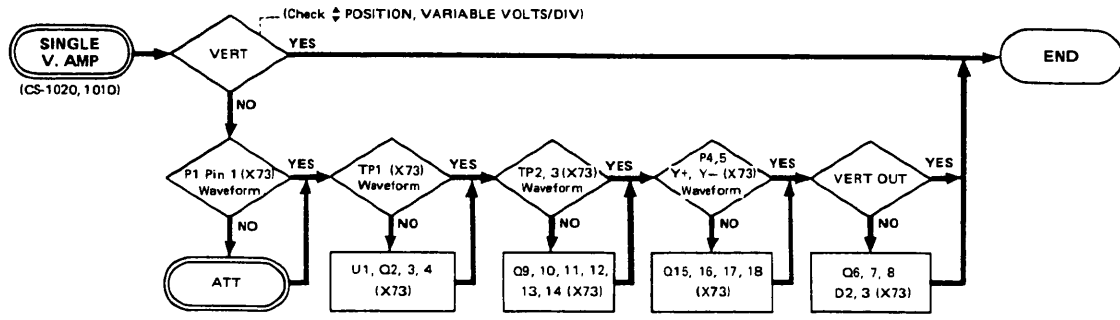 (Check ▲▼ POSITION, VARIABLE VOLTS/DIV)
SINGLE
V. AMP
(CS-1020, 1010)
VERT
YES
NO
END
P1 Pin 1 (X73)
Waveform
YES
NO
ATT
TP1 (X73)
Waveform
YES
NO
U1, Q2, 3, 4
(X73)
TP2, 3 (X73)
Waveform
YES
NO
Q9, 10, 11, 12,
13, 14 (X73)
P4, 5
Y+, Y− (X73)
Waveform
YES
NO
Q15, 16, 17, 18
(X73)
VERT OUT
YES
NO
Q6, 7, 8
D2, 3 (X73)